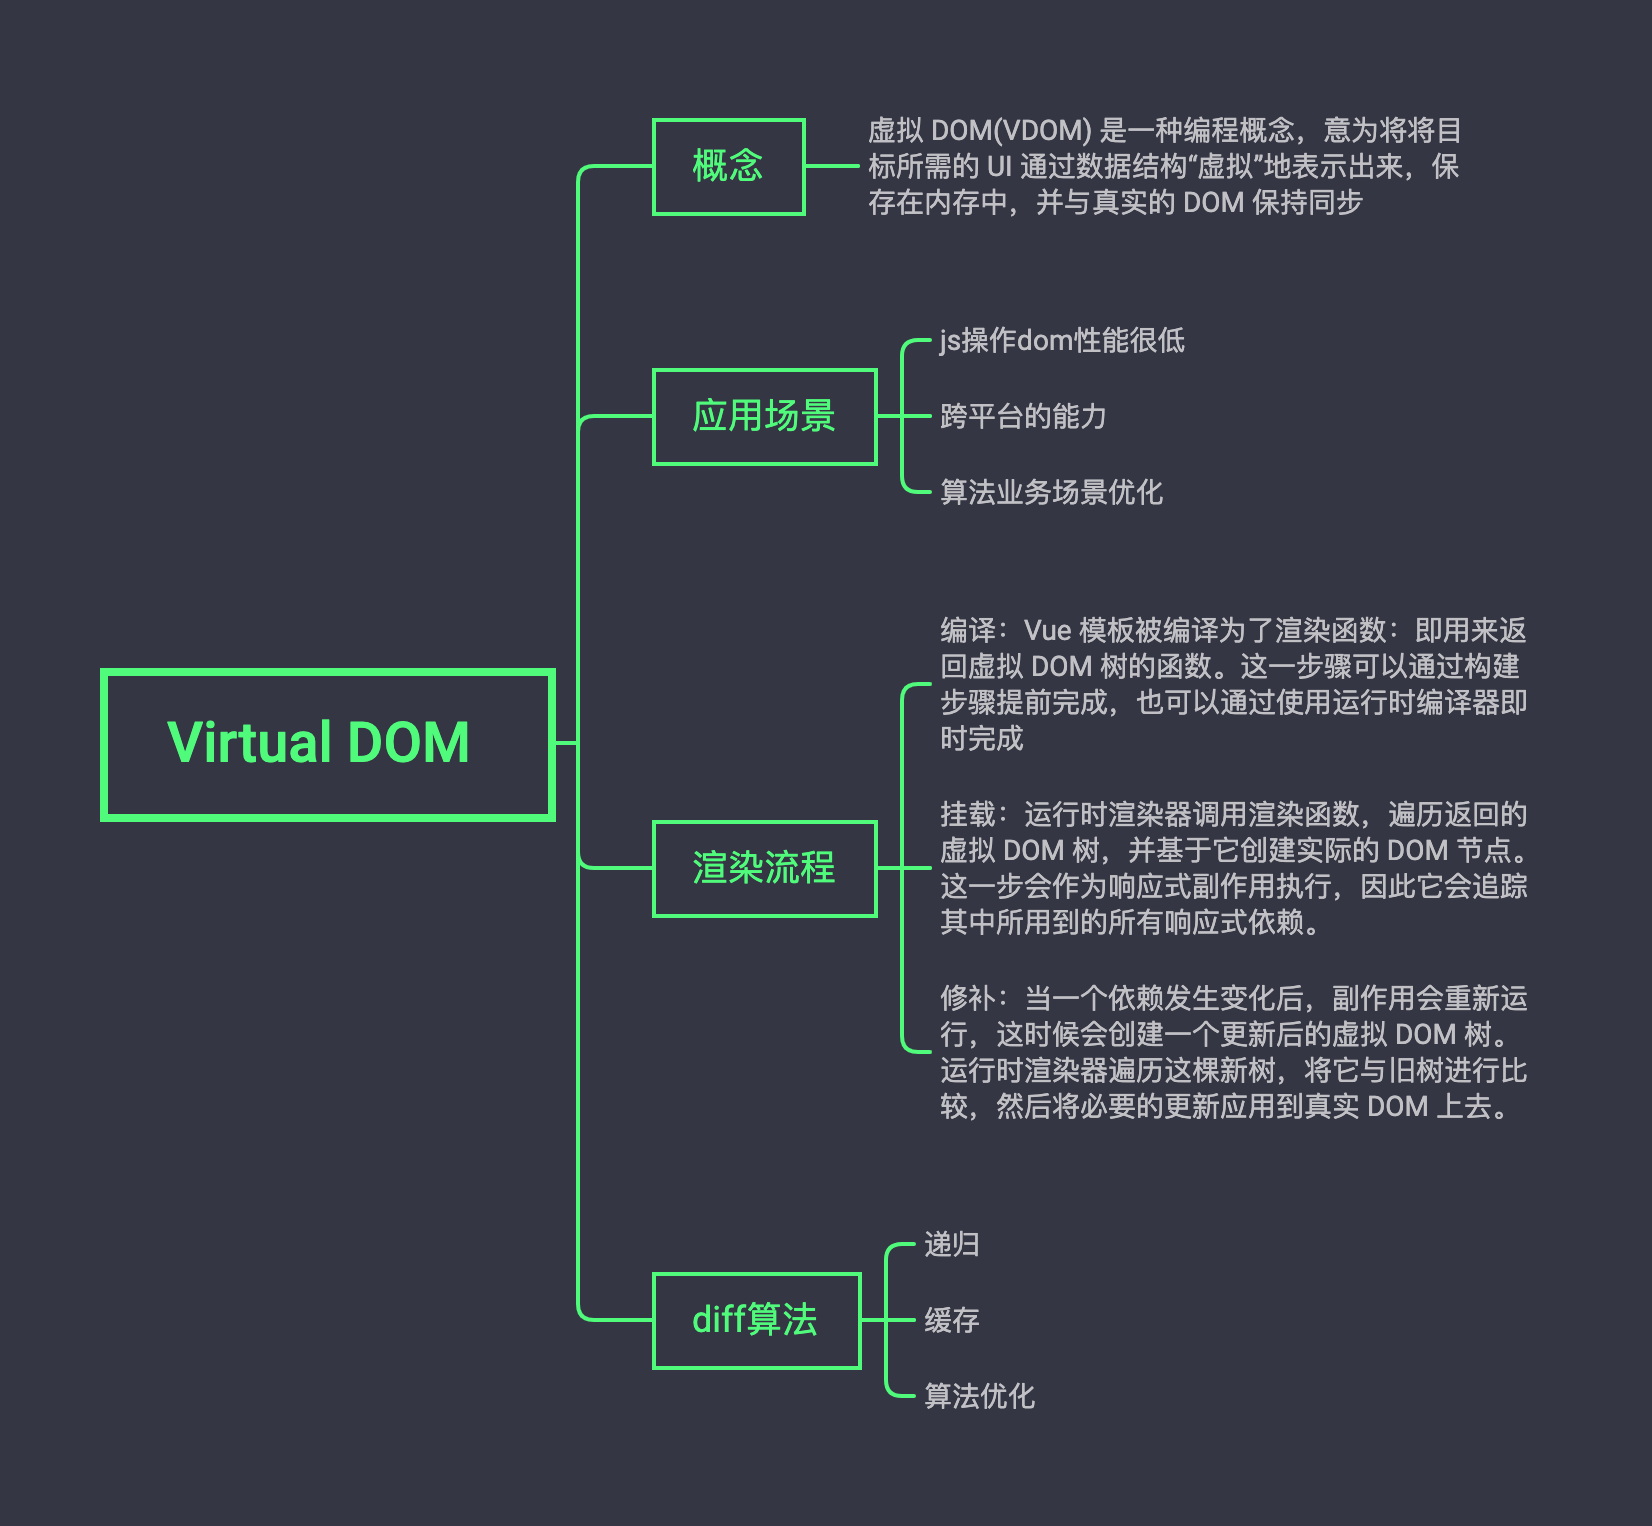 概念
虚拟 DOM(VDOM) 是一种编程概念，意为将将目
标所需的 UI 通过数据结构“虚拟”地表示出来，保
存在内存中，并与真实的 DOM 保持同步
应用场景
js操作dom性能很低
跨平台的能力
算法业务场景优化
Virtual DOM
渲染流程
编译：Vue 模板被编译为了渲染函数：即用来返
回虚拟 DOM 树的函数。这一步骤可以通过构建
步骤提前完成，也可以通过使用运行时编译器即
时完成
挂载：运行时渲染器调用渲染函数，遍历返回的
虚拟 DOM 树，并基于它创建实际的 DOM 节点。
这一步会作为响应式副作用执行，因此它会追踪
其中所用到的所有响应式依赖。
修补：当一个依赖发生变化后，副作用会重新运
行，这时候会创建一个更新后的虚拟 DOM 树。
运行时渲染器遍历这棵新树，将它与旧树进行比
较，然后将必要的更新应用到真实 DOM 上去。
diff算法
递归
缓存
算法优化